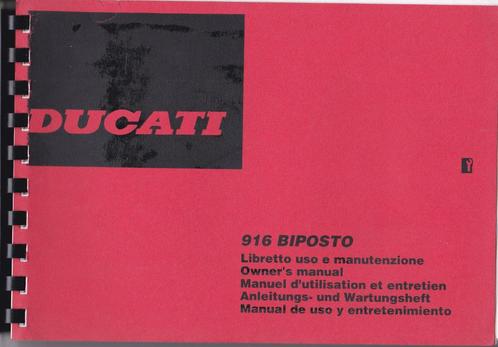 DUCATI
916 BIPOSTO
Libretto uso e manutenzione
Owner's manual
Manuel d'utilisation et entretien
Anleitungs- und Wartungsheft
Manual de uso y entretenimiento